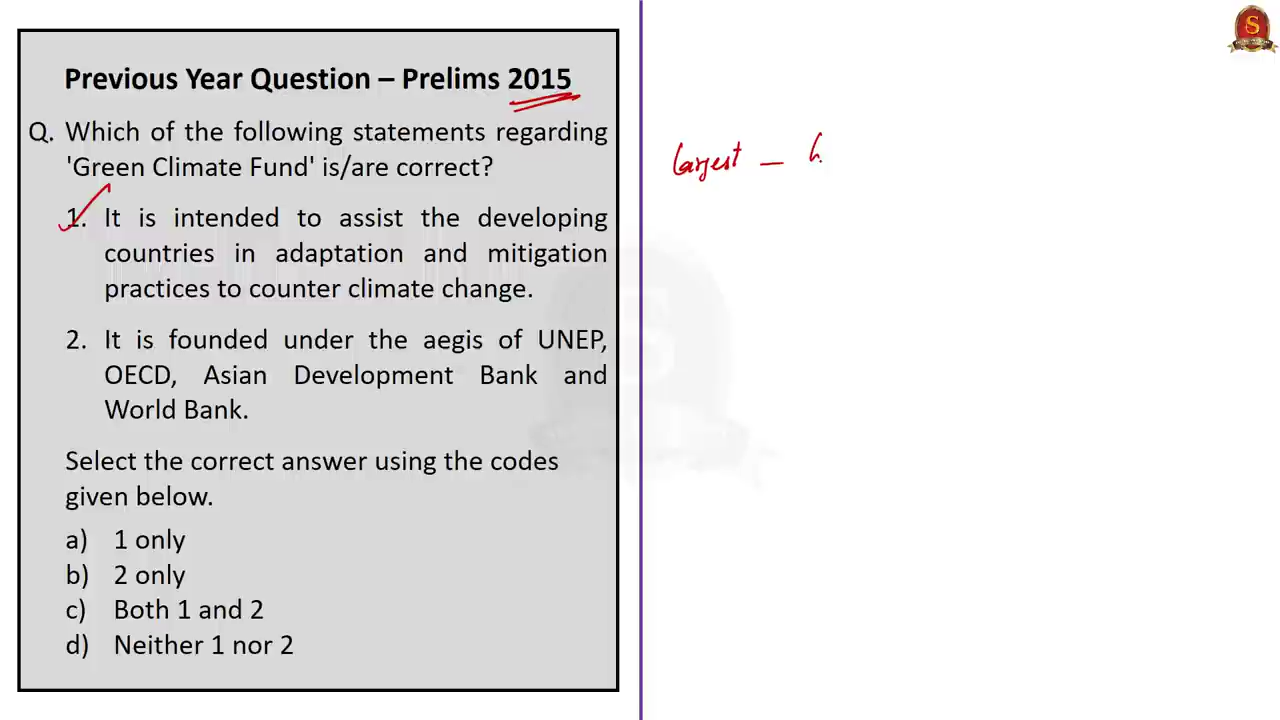 Previous Year Question – Prelims 2015
Q. Which of the following statements regarding
'Green Climate Fund' is/are correct?
1. It is intended to assist the developing
countries in adaptation and mitigation
practices to counter climate change.
2. It is founded under the aegis of UNEP,
OECD, Asian Development Bank and
World Bank.
Select the correct answer using the codes
given below.
a) 1 only
b) 2 only
c) Both 1 and 2
d) Neither 1 nor 2
largest –